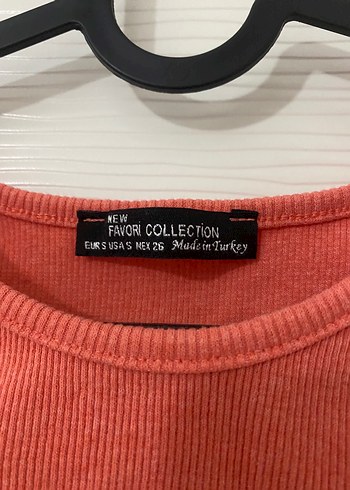 NEW
FAVORI COLLECTION
EUR S USA S MEX 26 Made in Turkey